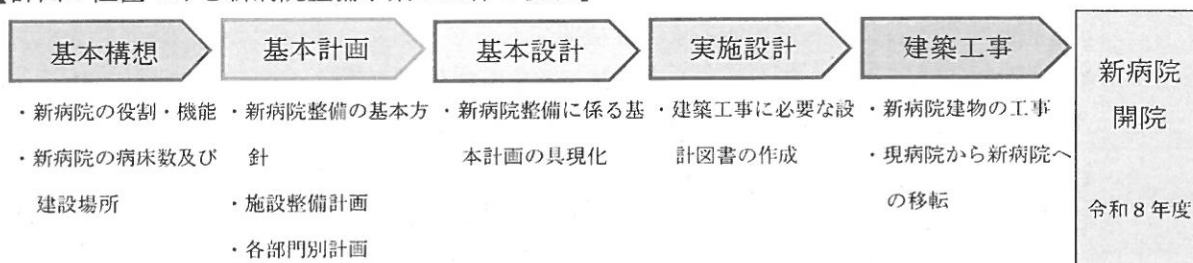 基本構想
基本計画
基本設計
実施設計
建築工事
新病院
開院
令和8年度
・新病院の役割・機能
・新病院の病床数及び
建設場所
・新病院整備の基本方
針
・施設整備計画
・各部門別計画
・新病院整備に係る基
本計画の具現化
・建築工事に必要な設
計図書の作成
・新病院建物の工事
・現病院から新病院へ
の移転